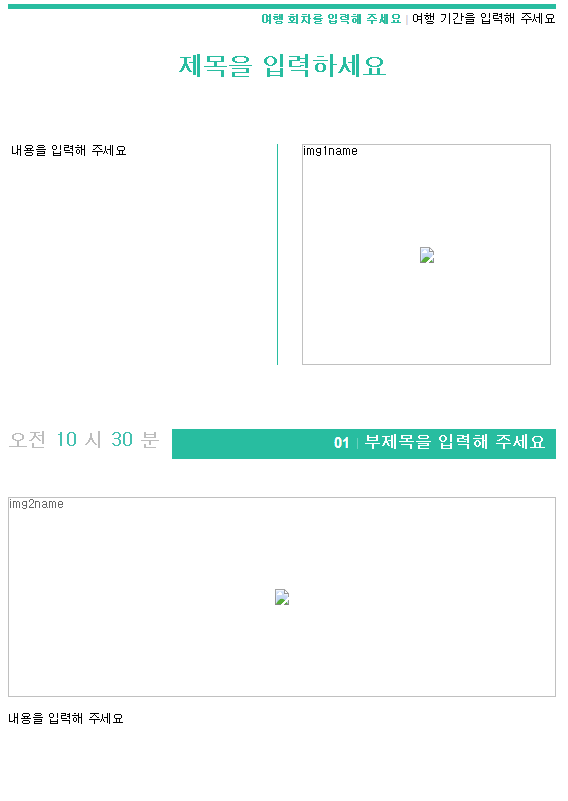 여행 회차를 입력해 주세요 | 여행 기간을 입력해 주세요
제목을 입력하세요
내용을 입력해 주세요
img1name
오전 10 시 30 분
01 | 부제목을 입력해 주세요
img2name
내용을 입력해 주세요